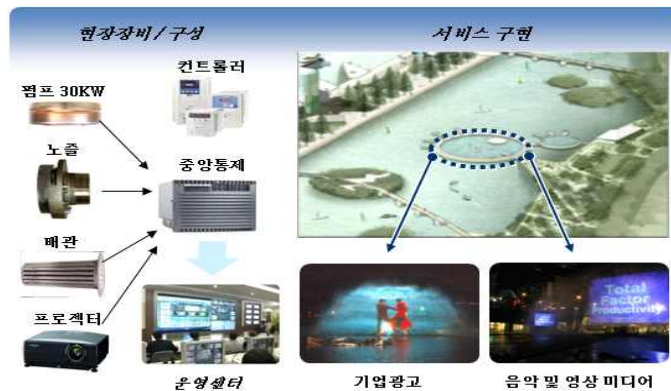 현장장비/구성
서비스 구현
컨트롤러
펌프 30KW
노즐
중앙통제
배관
프로젝터
운영센터
Total
Factor
Productivity
기업광고
음악 및 영상 미디어